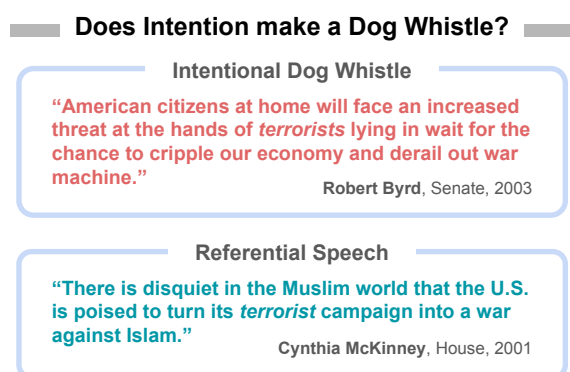 Does Intention make a Dog Whistle?
Intentional Dog Whistle
“American citizens at home will face an increased
threat at the hands of terrorists lying in wait for the
chance to cripple our economy and derail out war
machine.”
Robert Byrd, Senate, 2003
Referential Speech
“There is disquiet in the Muslim world that the U.S.
is poised to turn its terrorist campaign into a war
against Islam.”
Cynthia McKinney, House, 2001